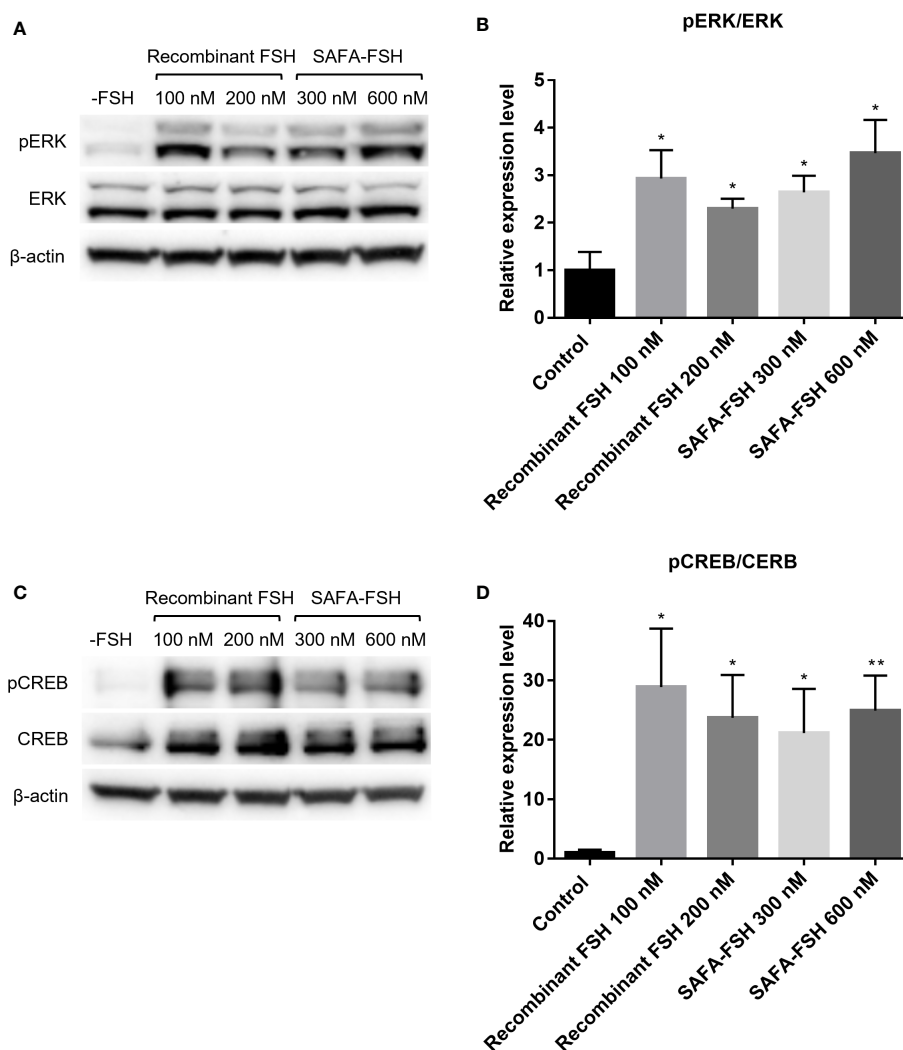 A
Recombinant FSH SAFA-FSH
-FSH 100 nM 200 nM 300 nM 600 nM
pERK
ERK
β-actin
B
pERK/ERK
Relative expression level
5
4
3
2
1
0
* * * *
Control
Recombinant FSH 100 nM
Recombinant FSH 200 nM
SAFA-FSH 300 nM
SAFA-FSH 600 nM
C
Recombinant FSH SAFA-FSH
-FSH 100 nM 200 nM 300 nM 600 nM
pCREB
CREB
β-actin
D
pCREB/CERB
Relative expression level
40
30
20
10
0
* * * **
Control
Recombinant FSH 100 nM
Recombinant FSH 200 nM
SAFA-FSH 300 nM
SAFA-FSH 600 nM